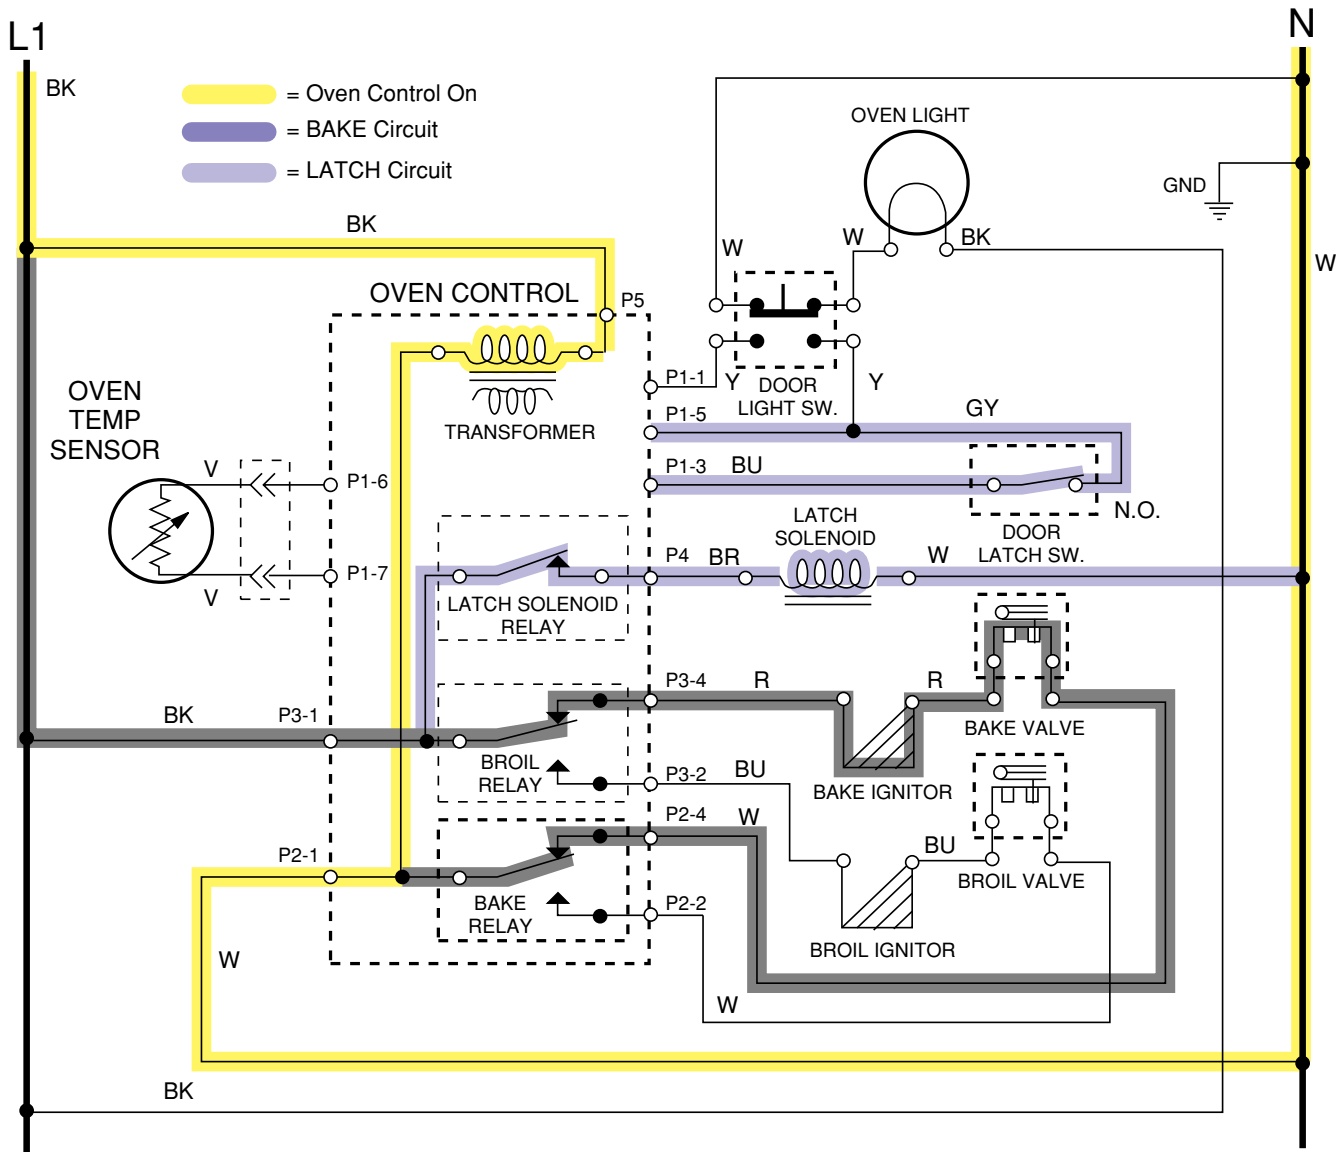 L1
N
BK
= Oven Control On
= BAKE Circuit
= LATCH Circuit
OVEN LIGHT
GND
BK
W
W
BK
W
OVEN CONTROL
P5
OVEN
TEMP
SENSOR
TRANSFORMER
P1-1
Y
DOOR
LIGHT SW.
Y
P1-5
GY
V
P1-6
P1-3
BU
N.O.
DOOR
LATCH SW.
LATCH
SOLENOID
V
P1-7
P4
BR
W
LATCH SOLENOID
RELAY
BK
P3-1
P3-4
R
R
BAKE VALVE
BROIL
RELAY
P3-2
BU
BAKE IGNITOR
P2-4
W
P2-1
BU
BROIL VALVE
BAKE
RELAY
P2-2
BROIL IGNITOR
W
W
BK